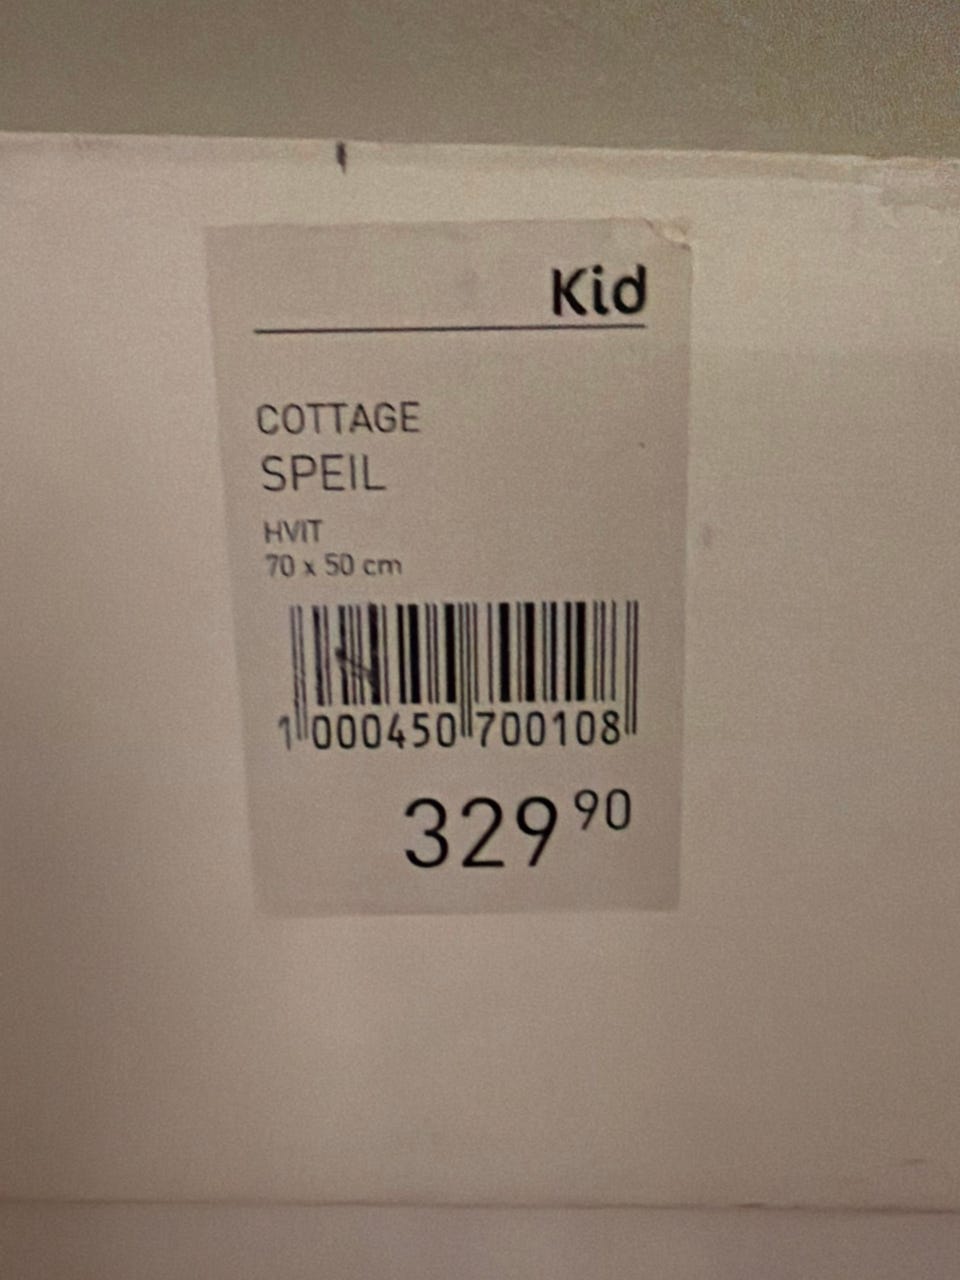 Kid
COTTAGE
SPEIL
HVIT
70 x 50 cm
1 000450 700108
329 90